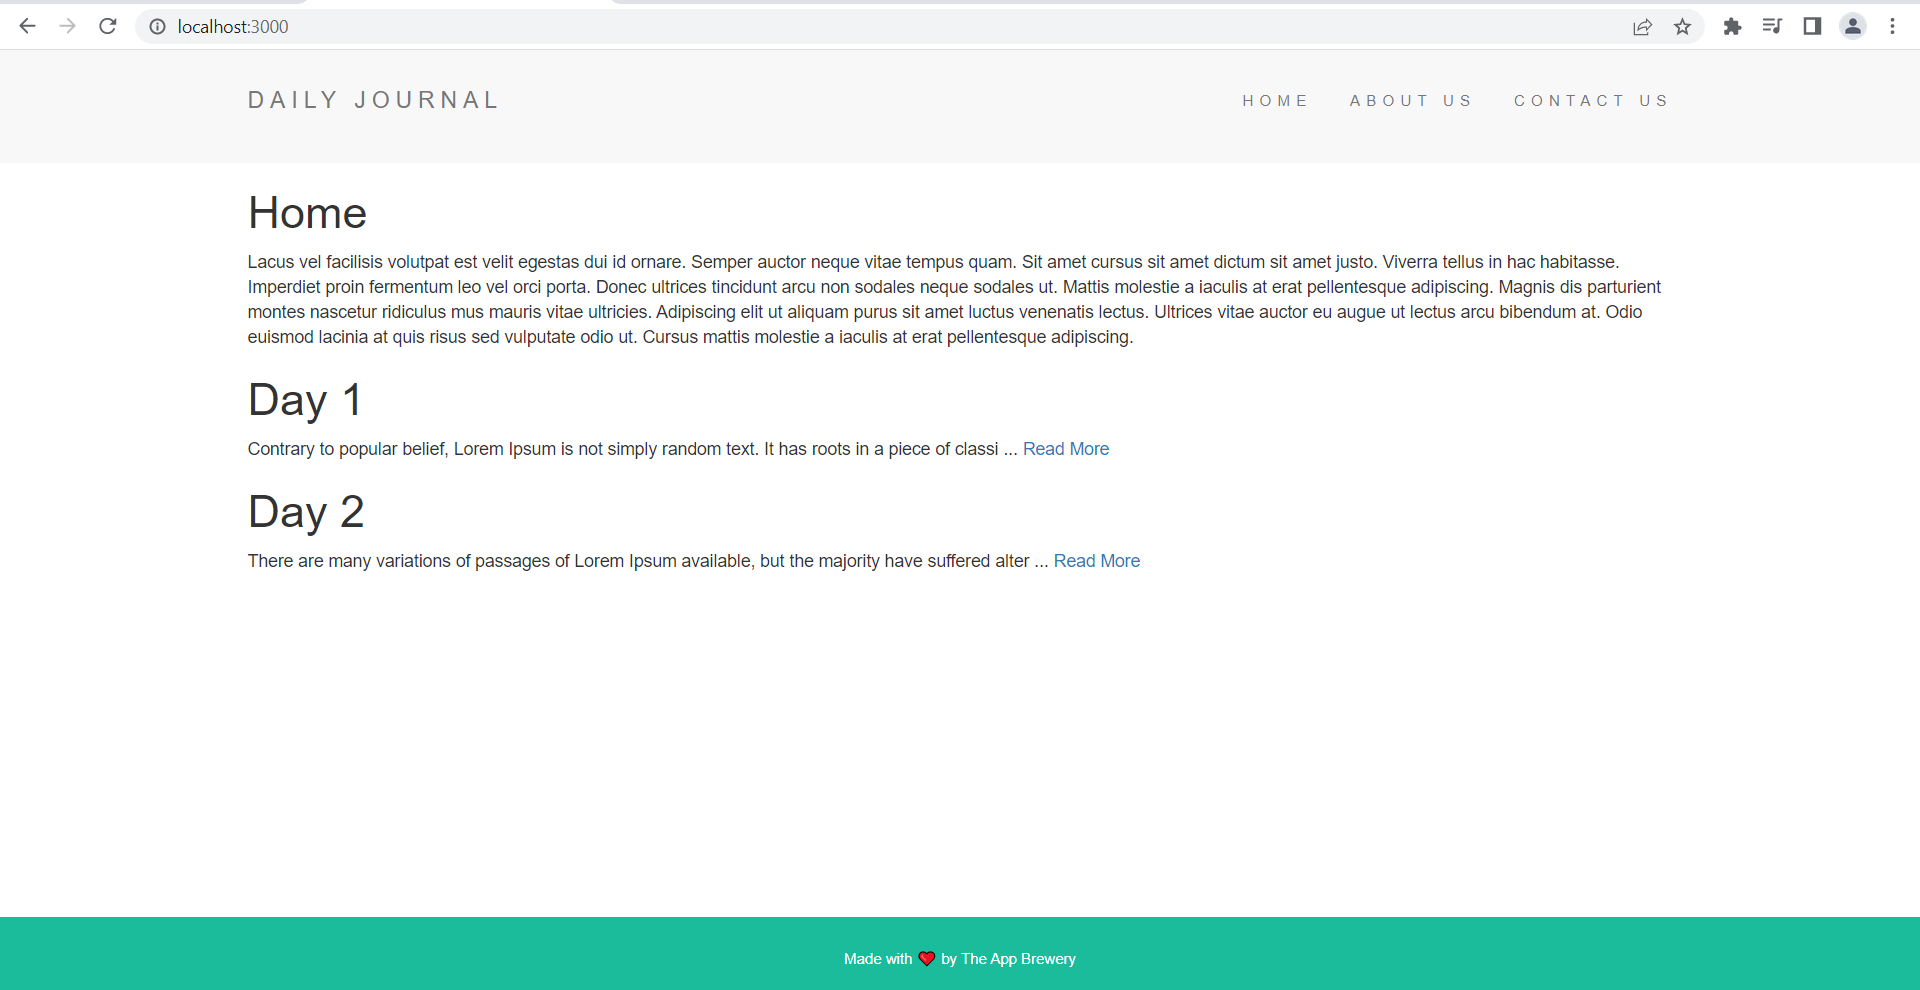 localhost:3000
DAILY JOURNAL
HOME ABOUT US CONTACT US
Home
Lacus vel facilisis volutpat est velit egestas dui id ornare. Semper auctor neque vitae tempus quam. Sit amet cursus sit amet dictum sit amet justo. Viverra tellus in hac habitasse.
Imperdiet proin fermentum leo vel orci porta. Donec ultrices tincidunt arcu non sodales neque sodales ut. Mattis molestie a iaculis at erat pellentesque adipiscing. Magnis dis parturient
montes nascetur ridiculus mus mauris vitae ultricies. Adipiscing elit ut aliquam purus sit amet luctus venenatis lectus. Ultrices vitae auctor eu augue ut lectus arcu bibendum at. Odio
euismod lacinia at quis risus sed vulputate odio ut. Cursus mattis molestie a iaculis at erat pellentesque adipiscing.
Day 1
Contrary to popular belief, Lorem Ipsum is not simply random text. It has roots in a piece of classi ... Read More
Day 2
There are many variations of passages of Lorem Ipsum available, but the majority have suffered alter ... Read More
Made with ❤ by The App Brewery